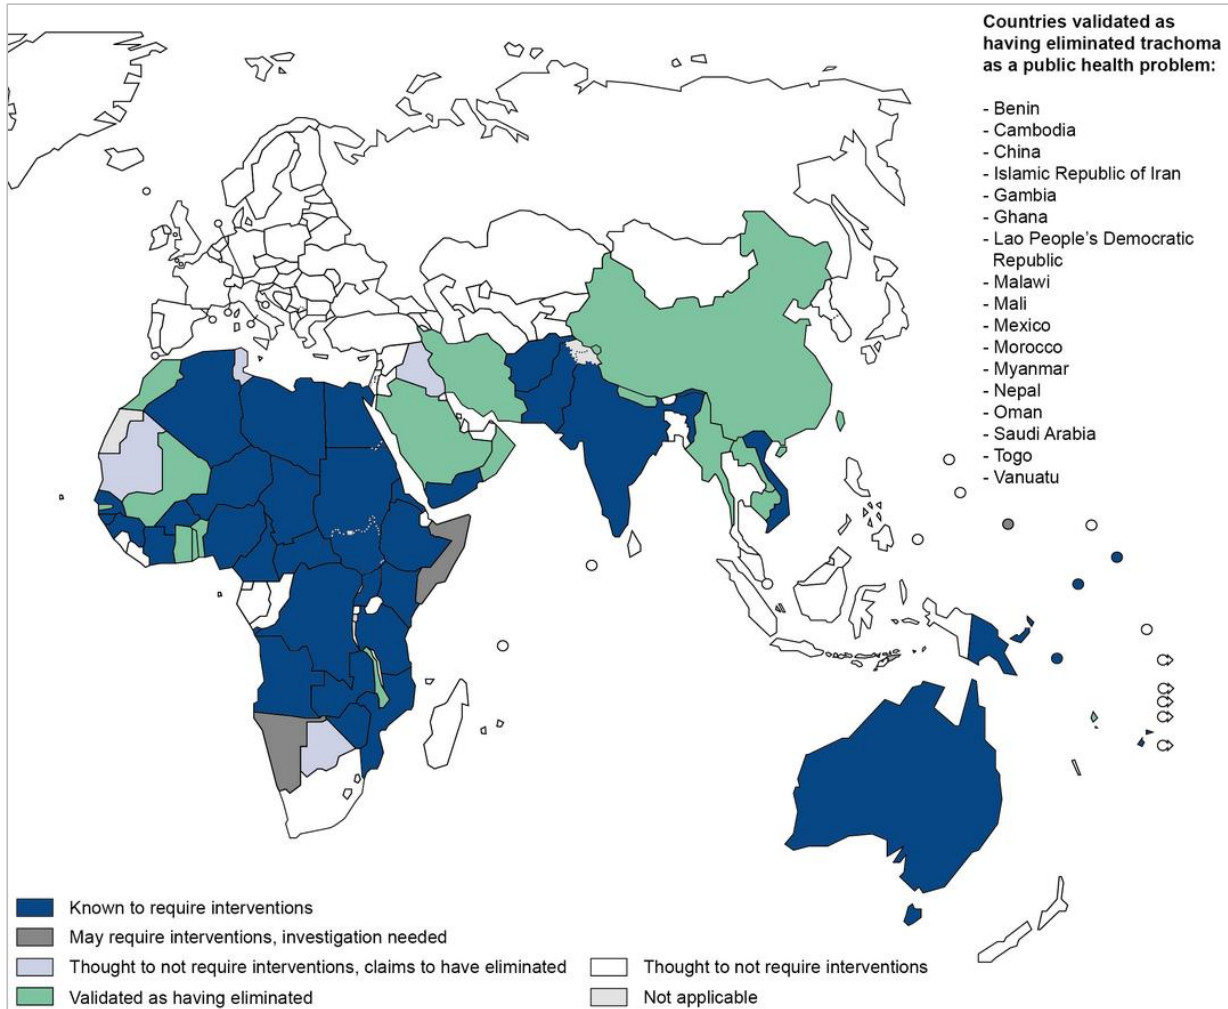 Countries validated as
having eliminated trachoma
as a public health problem:
- Benin
- Cambodia
- China
- Islamic Republic of Iran
- Gambia
- Ghana
- Lao People's Democratic
Republic
- Malawi
- Mali
- Mexico
- Morocco
- Myanmar
- Nepal
- Oman
- Saudi Arabia
- Togo
- Vanuatu
Known to require interventions
May require interventions, investigation needed
Thought to not require interventions, claims to have eliminated
Validated as having eliminated
Thought to not require interventions
Not applicable